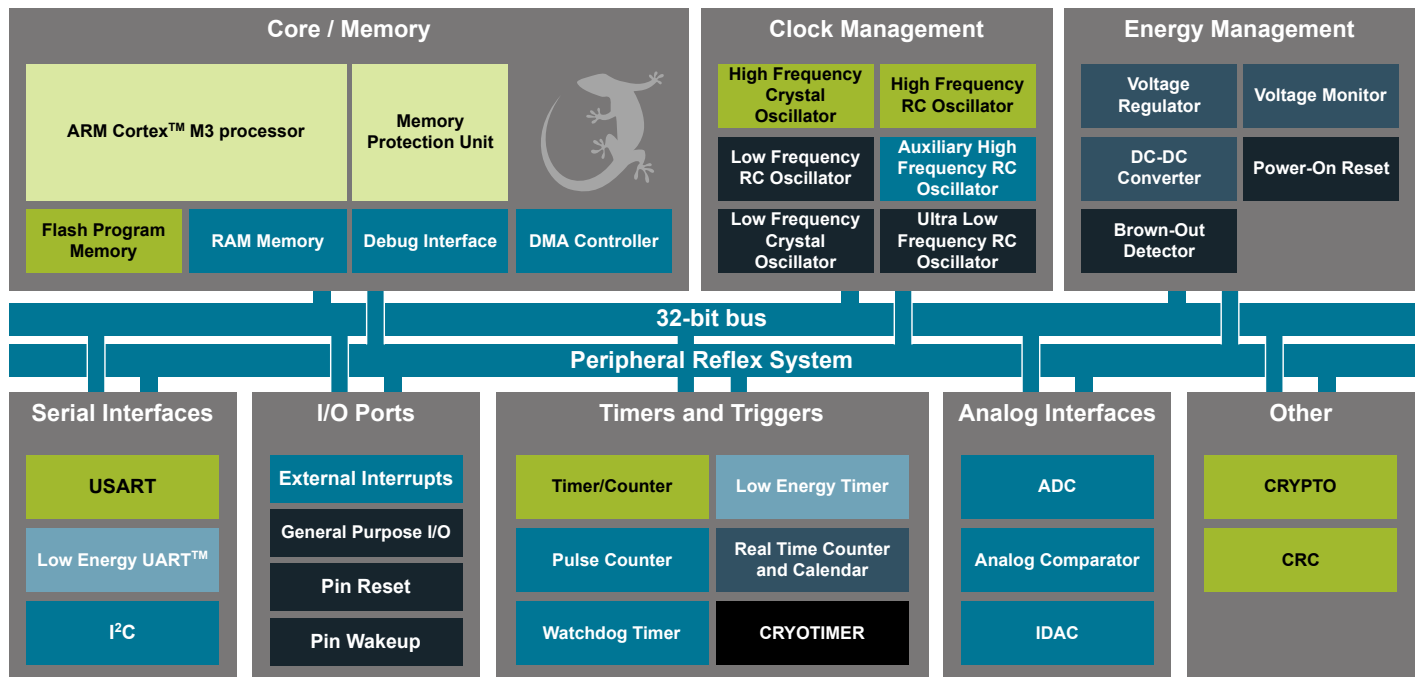 Core / Memory
ARM Cortex™ M3 processor
Memory
Protection Unit
Flash Program
Memory
RAM Memory
Debug Interface
DMA Controller
Clock Management
High Frequency
Crystal
Oscillator
High Frequency
RC Oscillator
Low Frequency
RC Oscillator
Auxiliary High
Frequency RC
Oscillator
Low Frequency
Crystal
Oscillator
Ultra Low
Frequency RC
Oscillator
Energy Management
Voltage
Regulator
Voltage Monitor
DC-DC
Converter
Power-On Reset
Brown-Out
Detector
32-bit bus
Peripheral Reflex System
Serial Interfaces
USART
Low Energy UART™
I²C
I/O Ports
External Interrupts
General Purpose I/O
Pin Reset
Pin Wakeup
Timers and Triggers
Timer/Counter
Low Energy Timer
Pulse Counter
Real Time Counter
and Calendar
Watchdog Timer
CRYOTIMER
Analog Interfaces
ADC
Analog Comparator
IDAC
Other
CRYPTO
CRC